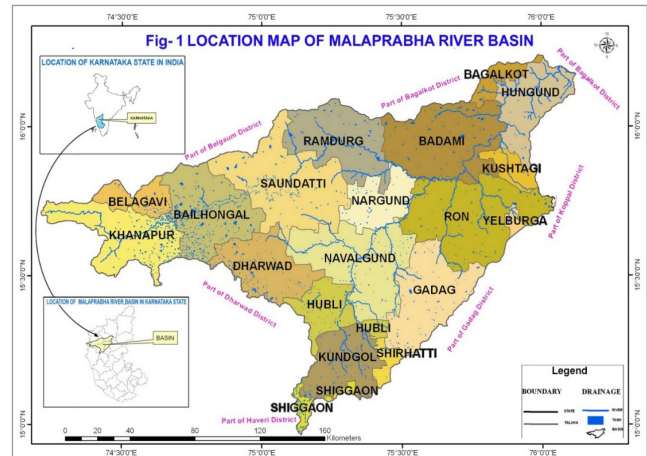 74°30'0"E 75°0'0"E 75°30'0"E 76°0'0"E
Fig- 1 LOCATION MAP OF MALAPRABHA RIVER BASIN
LOCATION OF KARNATAKA STATE IN INDIA
KARNATAKA
N
Part of Bagalkot District
BAGALKOT
Part of Bagalkot District
HUNGUND
16°0'0"N
16°0'0"N
Part of Belgaum District
RAMDURG
BADAMI
KUSHTAGI
SAUNDATTI
BELAGAVI
BAILHONGAL
NARGUND
RON
YELBURGA
Part of Koppal District
KHANAPUR
DHARWAD
NAVALGUND
15°30'0"N
15°30'0"N
GADAG
Part of Dharwad District
HUBLI
Part of Gadag District
LOCATION OF MALAPRABHA RIVER BASIN IN KARNATAKA STATE
BASIN
HUBLI
KUNDGOL
SHIRHATTI
SHIGGAON
SHIGGAON
Part of Haveri District
Legend
BOUNDARY DRAINAGE
STATE RIVER
TALUKA TANK
BASIN
15°0'0"N
15°0'0"N
0 20 40 80 120 160
Kilometers
74°30'0"E 75°0'0"E 75°30'0"E 76°0'0"E